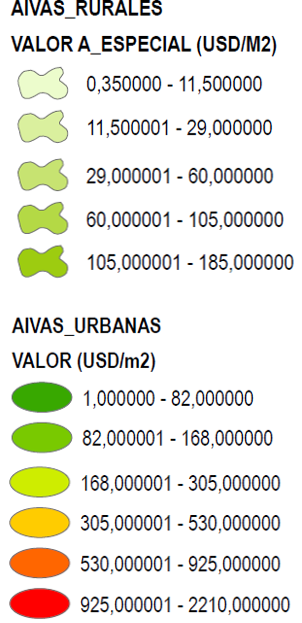 AIVAS_RURALES
VALOR A_ESPECIAL (USD/M2)
0,350000 - 11,500000
11,500001 - 29,000000
29,000001 - 60,000000
60,000001 - 105,000000
105,000001 - 185,000000
AIVAS_URBANAS
VALOR (USD/m2)
1,000000 - 82,000000
82,000001 - 168,000000
168,000001 - 305,000000
305,000001 - 530,000000
530,000001 - 925,000000
925,000001 - 2210,000000